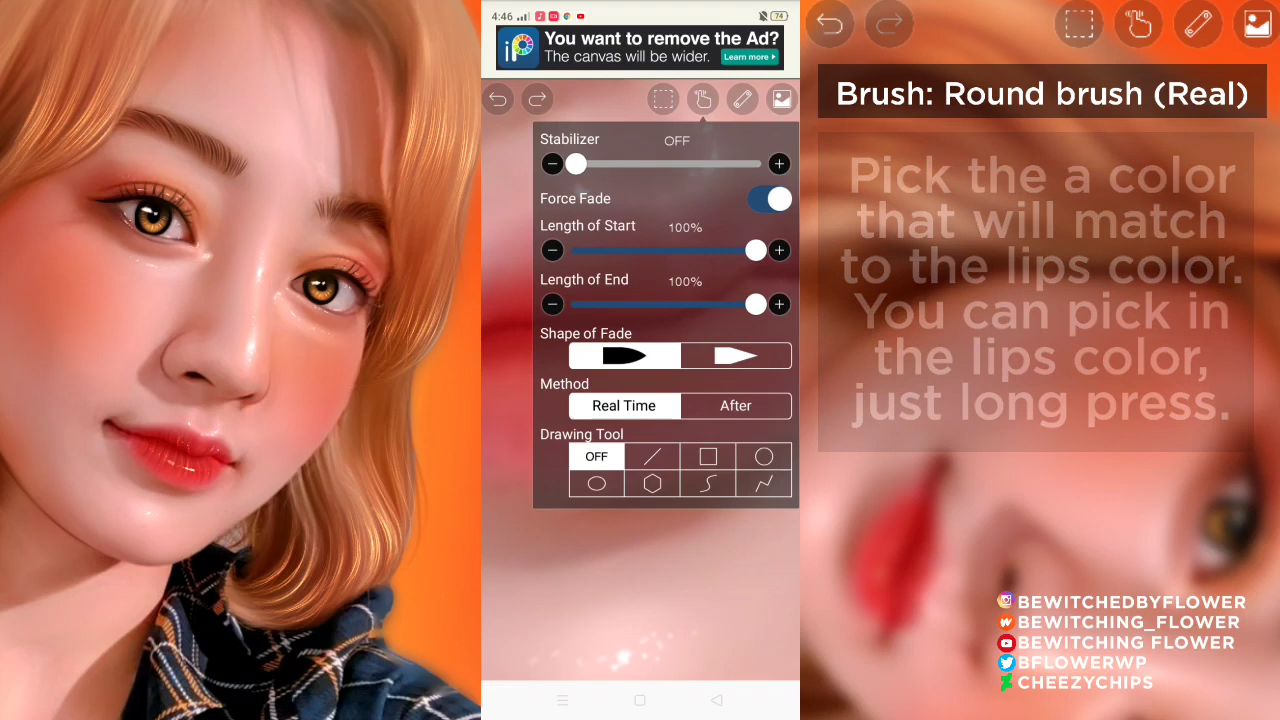 4:46
74
iP
You want to remove the Ad?
The canvas will be wider.
Learn more
Stabilizer
OFF
Force Fade
Length of Start
100%
Length of End
100%
Shape of Fade
Method
Real Time
After
Drawing Tool
OFF
Brush: Round brush (Real)
Pick the a color
that will match
to the lips color.
You can pick in
the lips color,
just long press.
BEWITCHEDBYFLOWER
BEWITCHING_FLOWER
BEWITCHING FLOWER
BFLOWERWP
CHEEZYCHIPS